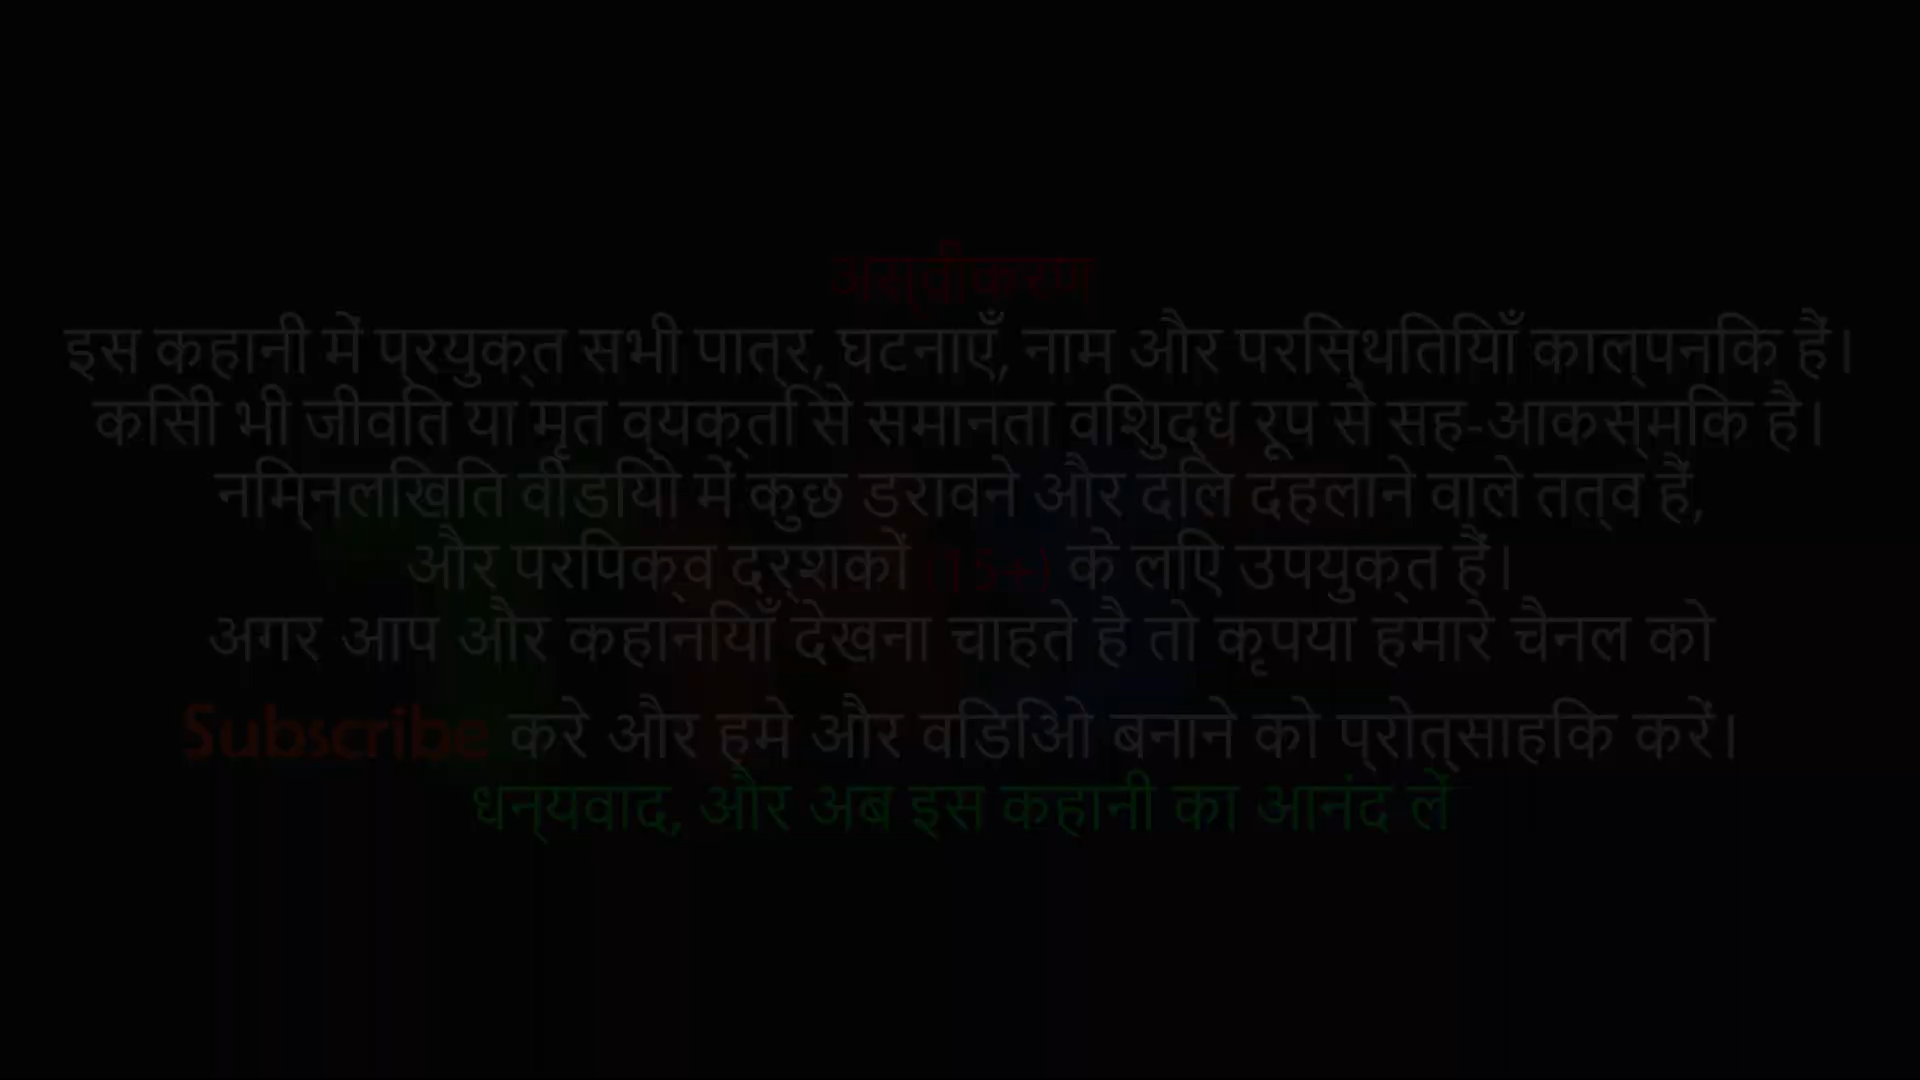 अस्वीकरण
इस कहानी में प्रयुक्त सभी पात्र, घटनाएँ, नाम और परिस्थितियाँ काल्पनिक हैं।
किसी भी जीवित या मृत व्यक्ति से समानता विशुद्ध रूप से सह-आकस्मिक है।
निम्नलिखित वीडियो में कुछ डरावने और दिल दहलाने वाले तत्व हैं,
और परिपक्व दर्शकों (15+) के लिए उपयुक्त हैं।
अगर आप और कहानियाँ देखना चाहते है तो कृपया हमारे चैनल को
Subscribe करे और हमे और विडिओ बनाने को प्रोत्साहिक करें।
धन्यवाद, और अब इस कहानी का आनंद लें